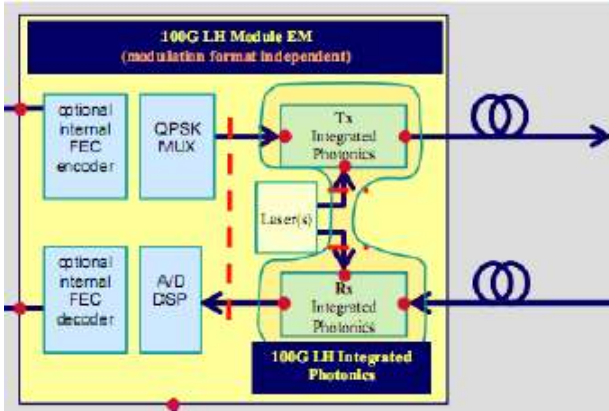 100G LH Module EM
(modulation format independent)
optional
internal
FEC
encoder
QPSK
MUX
Tx
Integrated
Photonics
Laser(s)
optional
internal
FEC
decoder
A/D
DSP
Rx
Integrated
Photonics
100G LH Integrated
Photonics